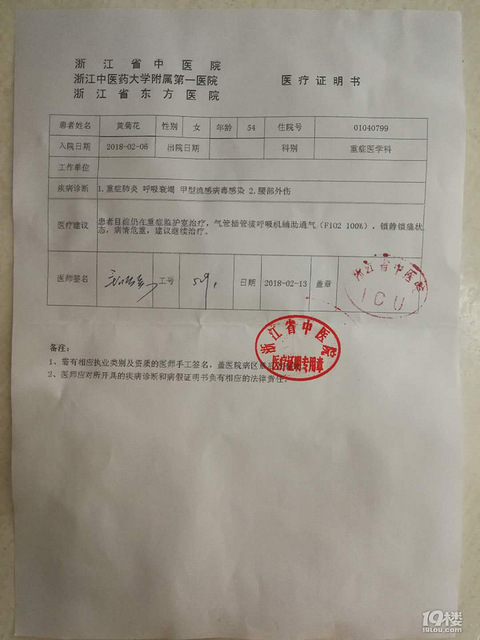 浙江省中医院
浙江中医药大学附属第一医院
浙江省东方医院
医疗证明书
患者姓名 黄菊花 性别 女 年龄 54 住院号 01040799
入院日期 2018-02-06 出院日期 科别 重症医学科
工作单位
疾病诊断 1.重症肺炎 呼吸衰竭 甲型流感病毒感染 2.腰部外伤
医疗建议 患者目前仍在重症监护室治疗，气管插管接呼吸机辅助通气（FIO2 100%），镇静镇痛状
态，病情危重，建议继续治疗。
医师签名 工号 日期 2018-02-13 盖章
浙江省中医院
ICU
备注：
1、需有相应执业类别及资质的医师手工签名，盖医院病区
2、医师应对所开具的疾病诊断和病假证明书负有相应的法律责任。
浙江省中医院
医疗证明专用章
19楼
19lou.com